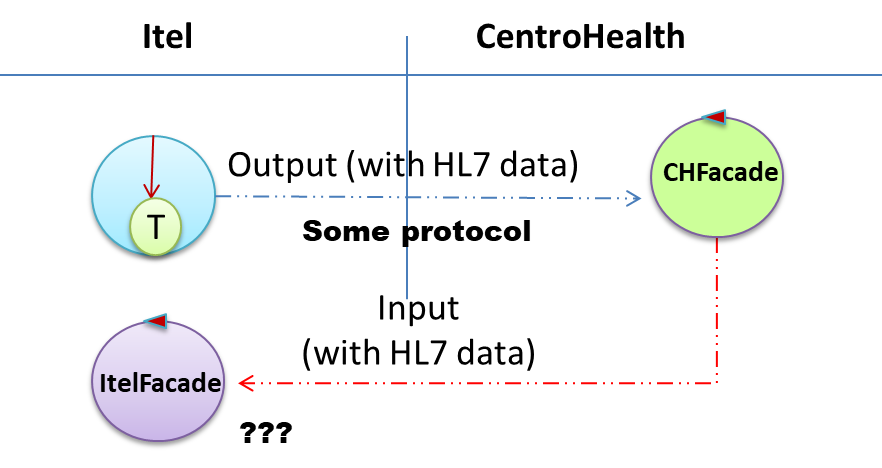 Itel
CentroHealth
Output (with HL7 data)
CHFacade
T
Some protocol
Input
(with HL7 data)
ItelFacade
???